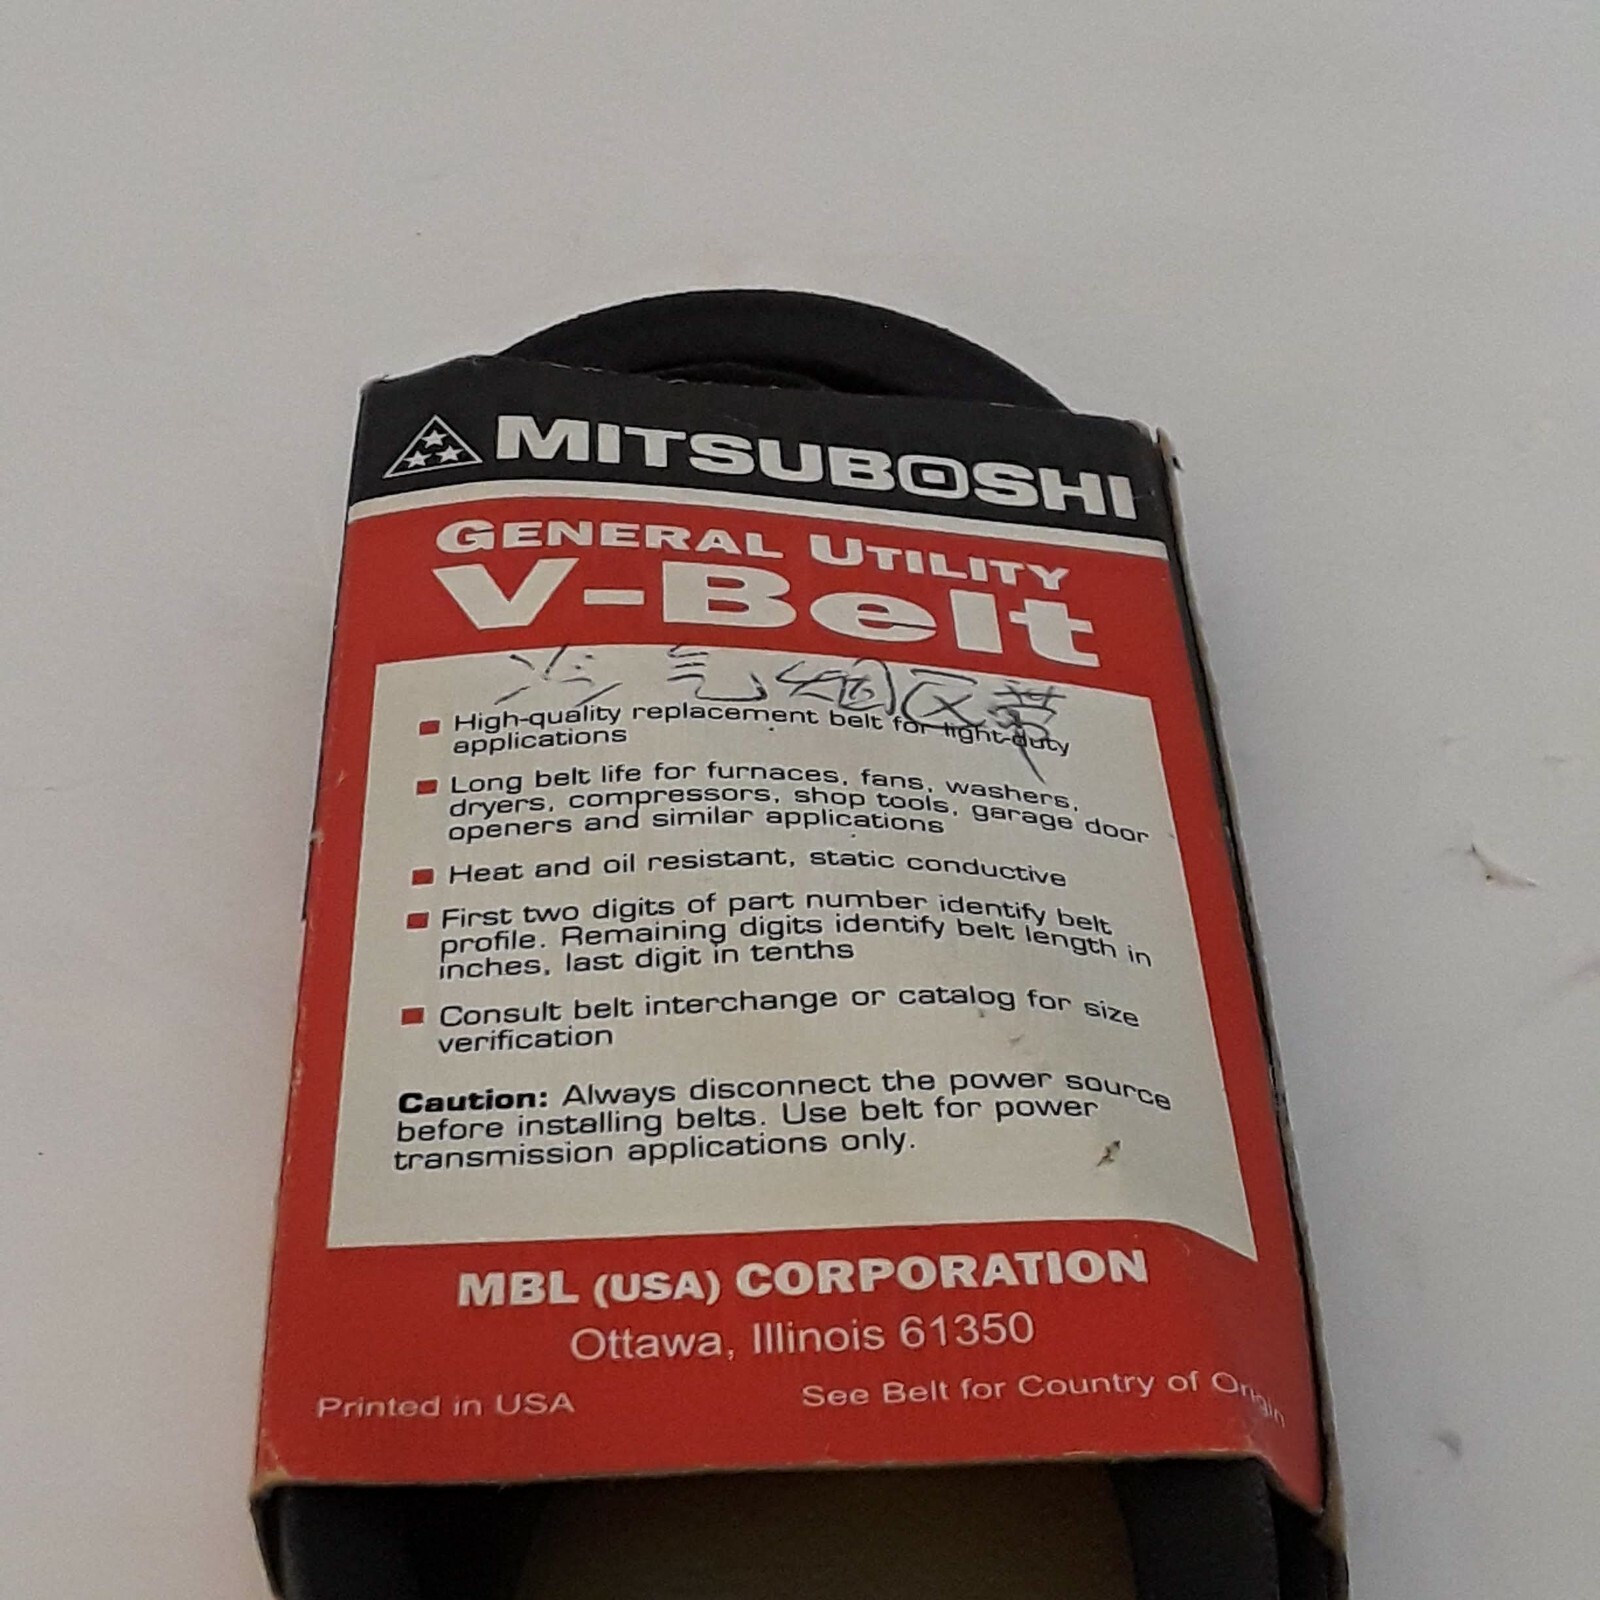 MITSUBOSHI
GENERAL UTILITY
V-Belt
High-quality replacement belt for light-duty
applications
Long belt life for furnaces, fans, washers,
dryers, compressors, shop tools, garage door
openers and similar applications
Heat and oil resistant, static conductive
First two digits of part number identify belt
profile. Remaining digits identify belt length in
inches, last digit in tenths
Consult belt interchange or catalog for size
verification
Caution: Always disconnect the power source
before installing belts. Use belt for power
transmission applications only.
MBL (USA) CORPORATION
Ottawa, Illinois 61350
Printed in USA See Belt for Country of Origin